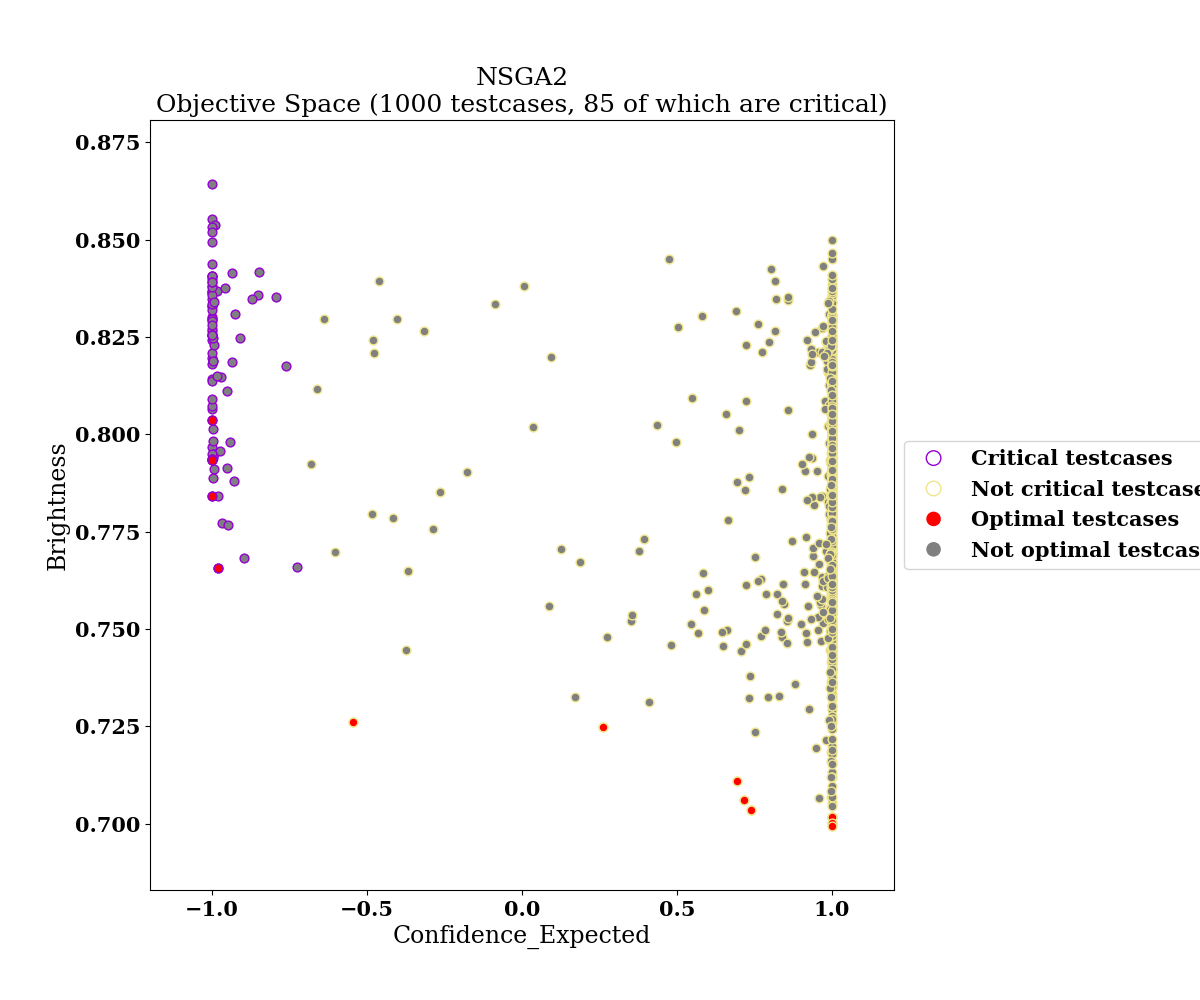 NSGA2
Objective Space (1000 testcases, 85 of which are critical)
0.875
0.850
0.825
0.800
0.775
0.750
0.725
0.700
Brightness
−1.0
−0.5
0.0
0.5
1.0
Confidence_Expected
Critical testcases
Not critical testcase
Optimal testcases
Not optimal testcas